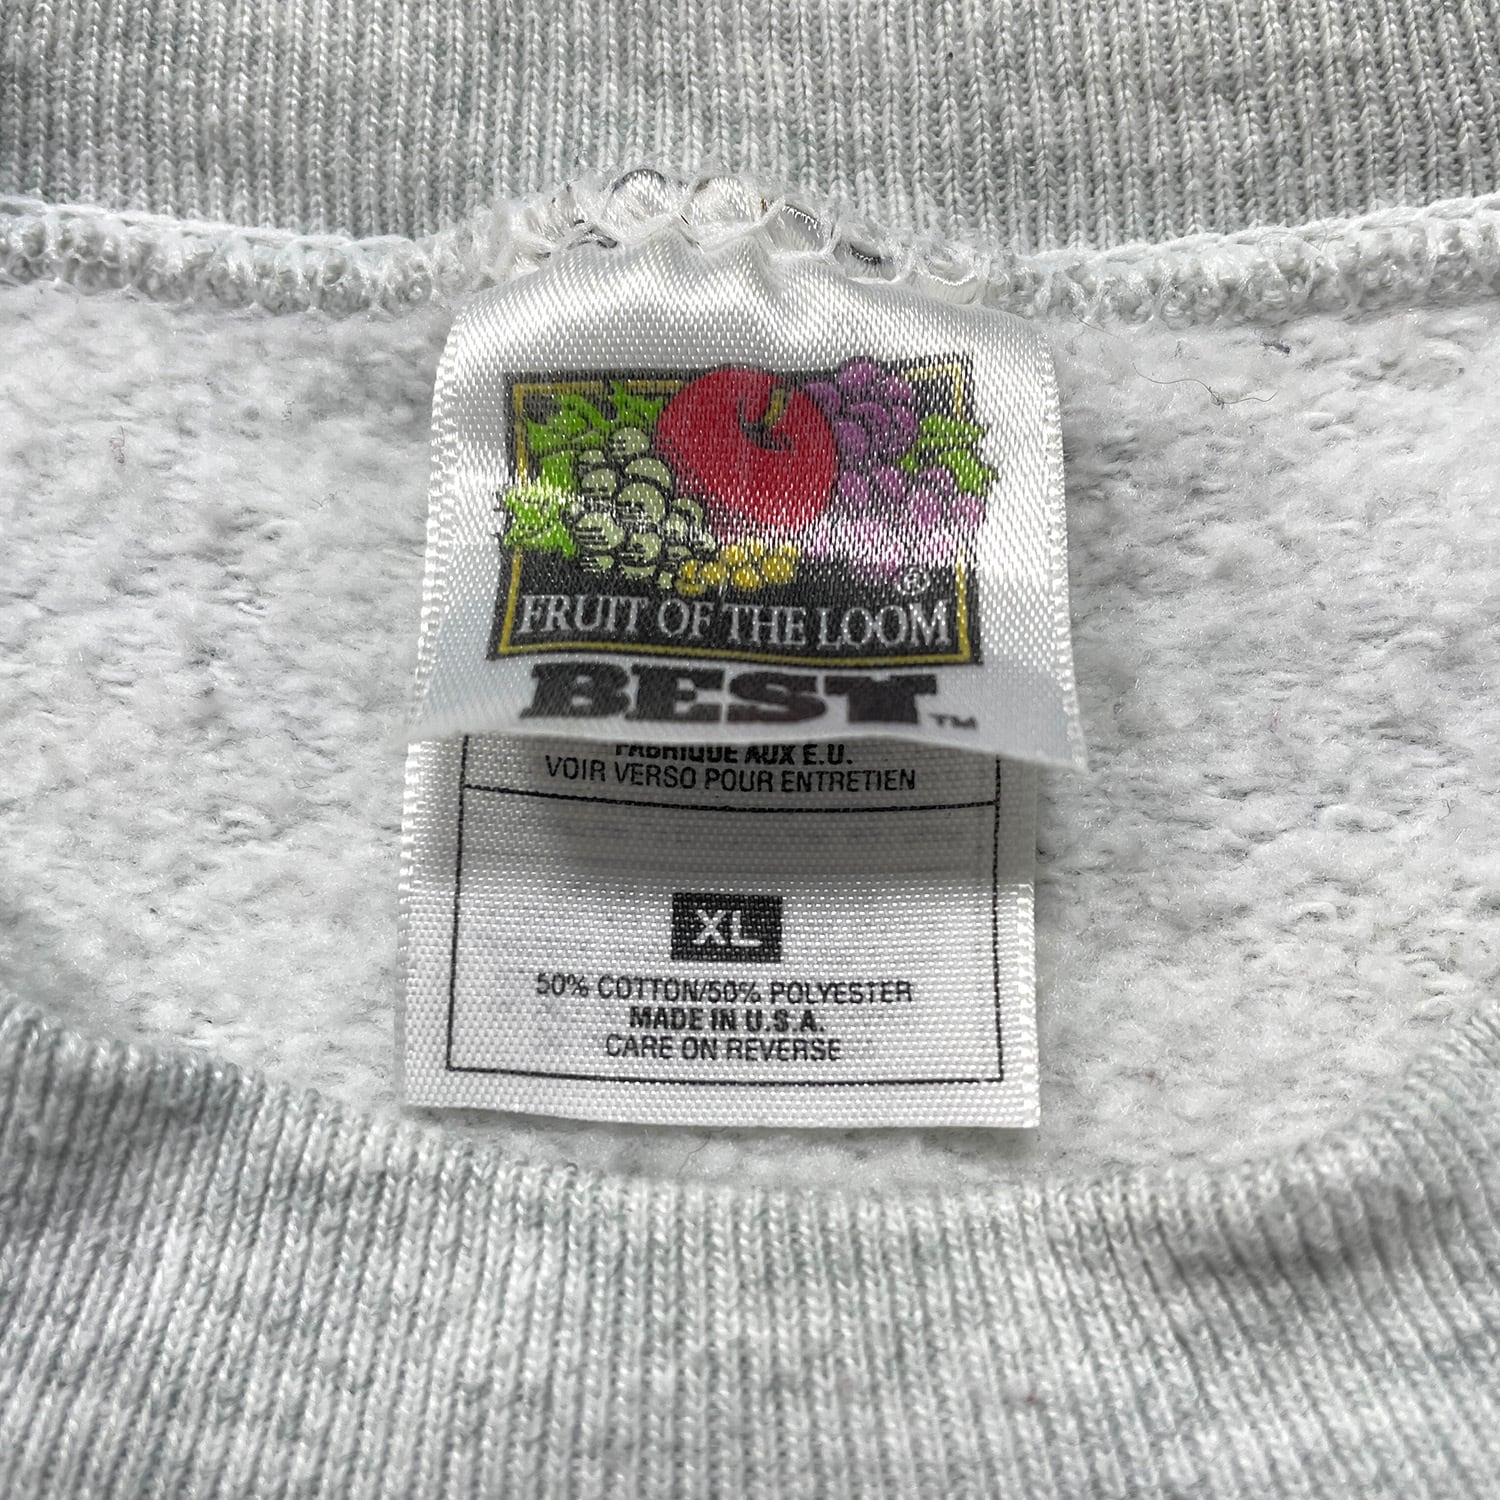 ®
FRUIT OF THE LOOM
BEST™
FABRIQUE AUX E.U.
VOIR VERSO POUR ENTRETIEN
XL
50% COTTON/50% POLYESTER
MADE IN U.S.A.
CARE ON REVERSE